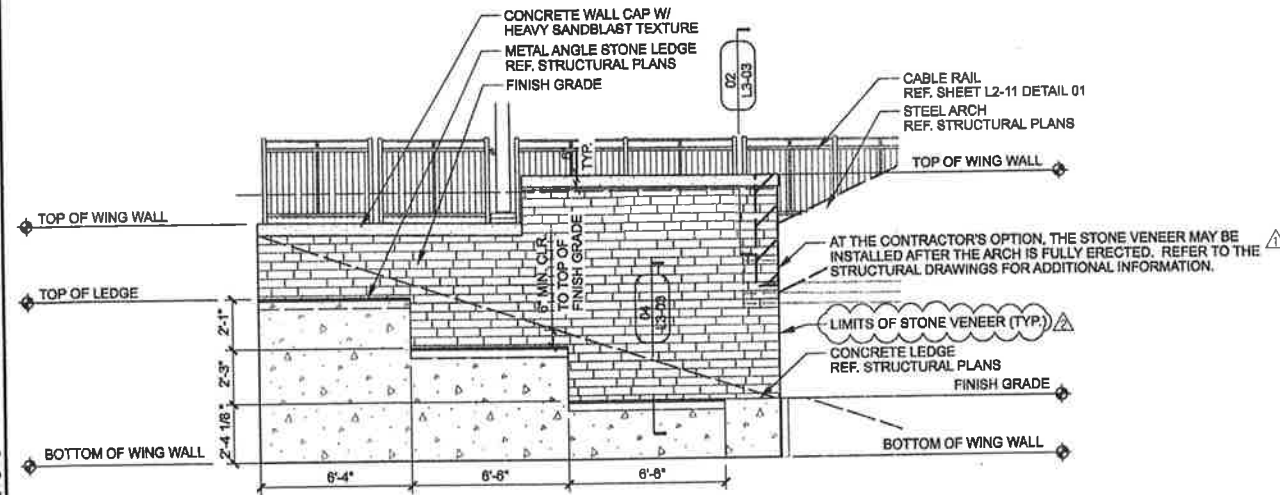 CONCRETE WALL CAP W/
HEAVY SANDBLAST TEXTURE
METAL ANGLE STONE LEDGE
REF. STRUCTURAL PLANS
FINISH GRADE
02
L3-03
CABLE RAIL
REF. SHEET L2-11 DETAIL 01
STEEL ARCH
REF. STRUCTURAL PLANS
TYP.
TOP OF WING WALL
TOP OF WING WALL
AT THE CONTRACTOR'S OPTION, THE STONE VENEER MAY BE
INSTALLED AFTER THE ARCH IS FULLY ERECTED. REFER TO THE
STRUCTURAL DRAWINGS FOR ADDITIONAL INFORMATION.
1
6" MIN. CLR.
TO TOP OF
FINISH GRADE
04
L3-03
TOP OF LEDGE
LIMITS OF STONE VENEER (TYP.)
2
CONCRETE LEDGE
REF. STRUCTURAL PLANS
FINISH GRADE
2'-1"
2'-3"
2'-4 1/8"
BOTTOM OF WING WALL
BOTTOM OF WING WALL
6'-4"
6'-6"